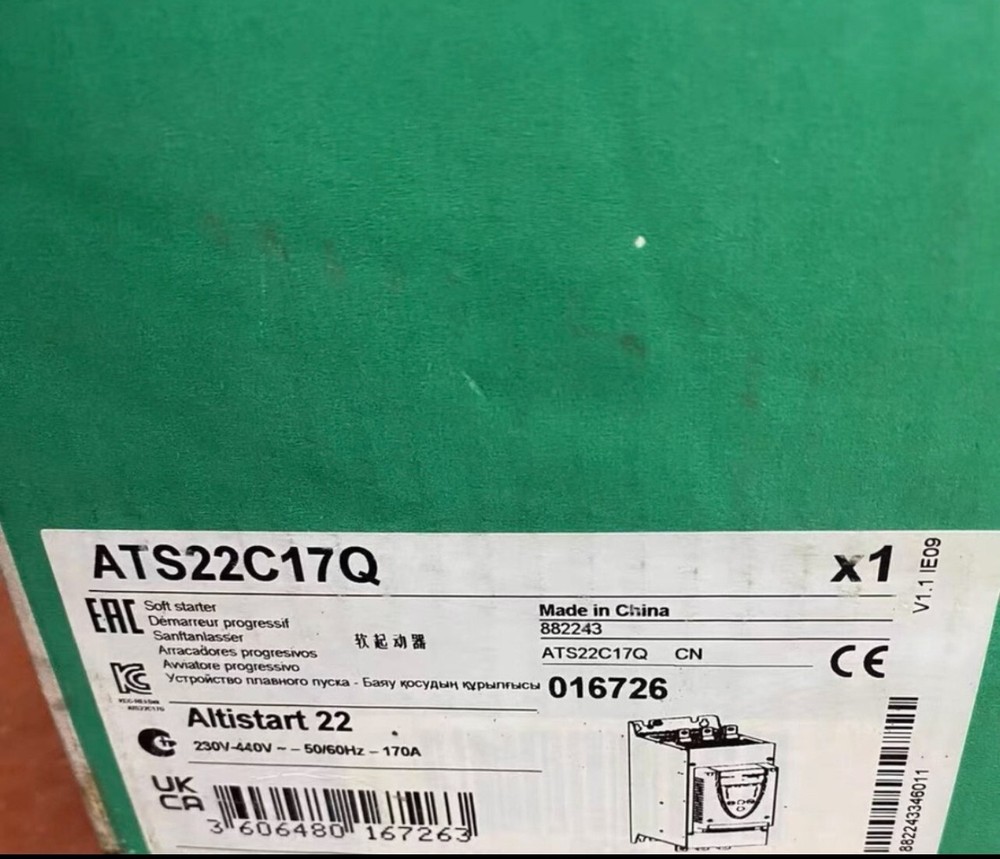 ATS22C17Q
x1
V1.1 IE09
EAC
Soft starter
Démarreur progressif
Sanftanlasser
软起动器
Arracadores progresivos
Avviatore progressivo
Устройство плавного пуска - Баяу қосудың құрылғысы
Made in China
882243
ATS22C17Q CN
016726
CE
Altistart 22
230V-440V ~ – 50/60Hz – 170A
UK
CA
3 606480 167263
882243346011